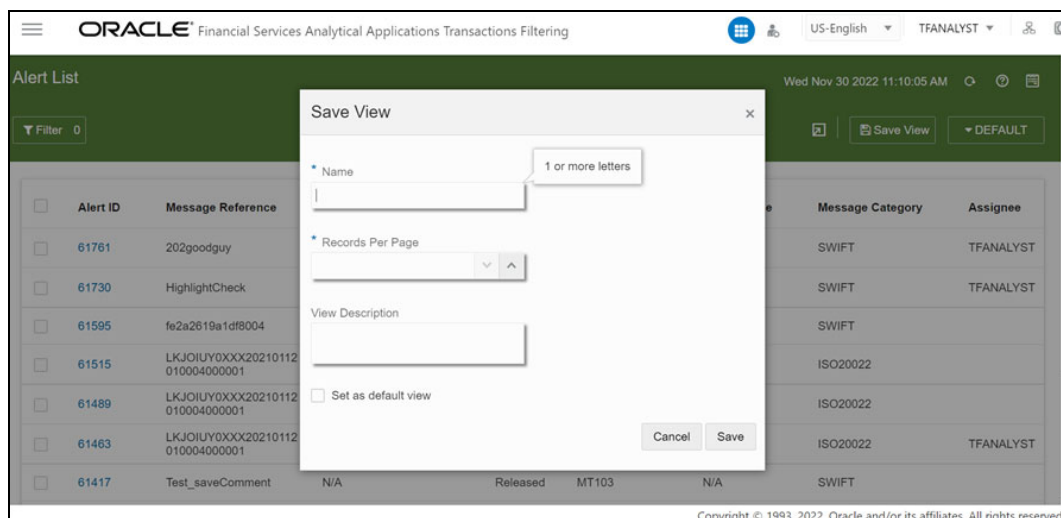 ORACLE® Financial Services Analytical Applications Transactions Filtering US-English TFANALYST
Alert List Wed Nov 30 2022 11:10:05 AM
Filter 0 Save View DEFAULT
Save View ×
* Name 1 or more letters
* Records Per Page
View Description
Set as default view
Cancel Save
Alert ID Message Reference e Message Category Assignee
61761 202goodguy SWIFT TFANALYST
61730 HighlightCheck SWIFT TFANALYST
61595 fe2a2619a1df8004 SWIFT
61515 LKJOIUY0XXX20210112 ISO20022
010004000001
61489 LKJOIUY0XXX20210112 ISO20022
010004000001
61463 LKJOIUY0XXX20210112 ISO20022 TFANALYST
010004000001
61417 Test_saveComment N/A Released MT103 N/A SWIFT
Copyright © 1993, 2022, Oracle and/or its affiliates. All rights reserved